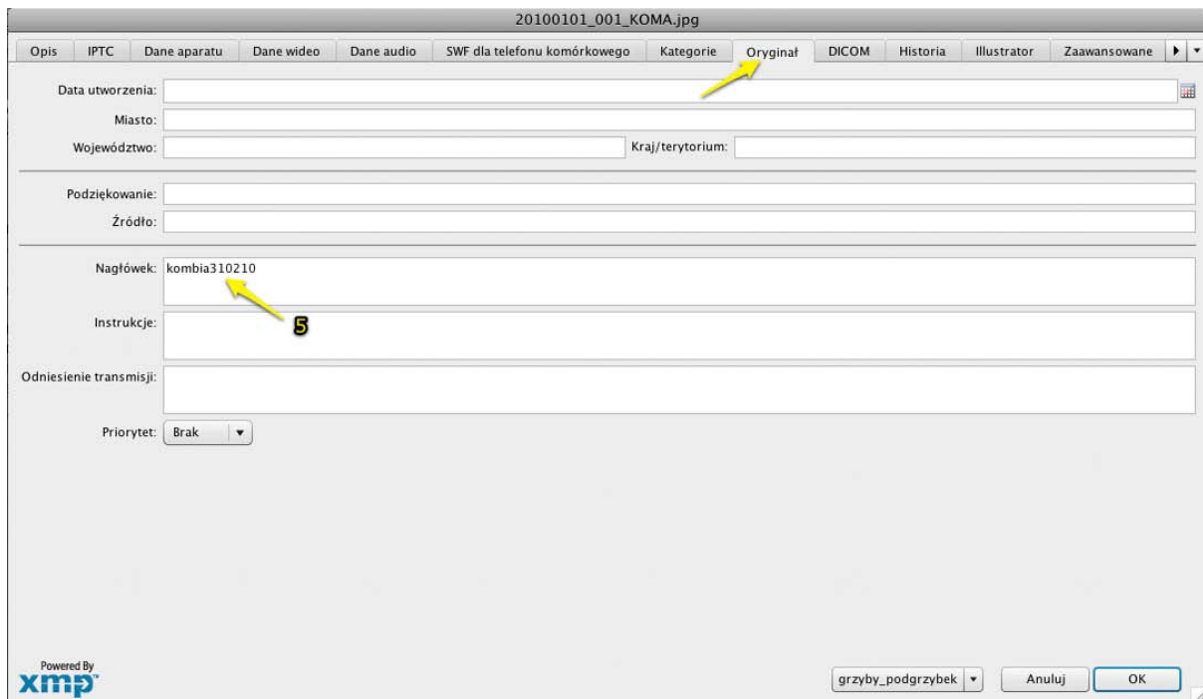 20100101_001_KOMA.jpg
Opis IPTC Dane aparatu Dane wideo Dane audio SWF dla telefonu komórkowego Kategorie Oryginał DICOM Historia Illustrator Zaawansowane
Data utworzenia:
Miasto:
Województwo: Kraj/terytorium:
Podziękowanie:
Źródło:
Nagłówek: kombia310210
Instrukcje: 5
Odniesienie transmisji:
Priorytet: Brak
Powered By
xmp™ grzyby_podgrzybek Anuluj OK